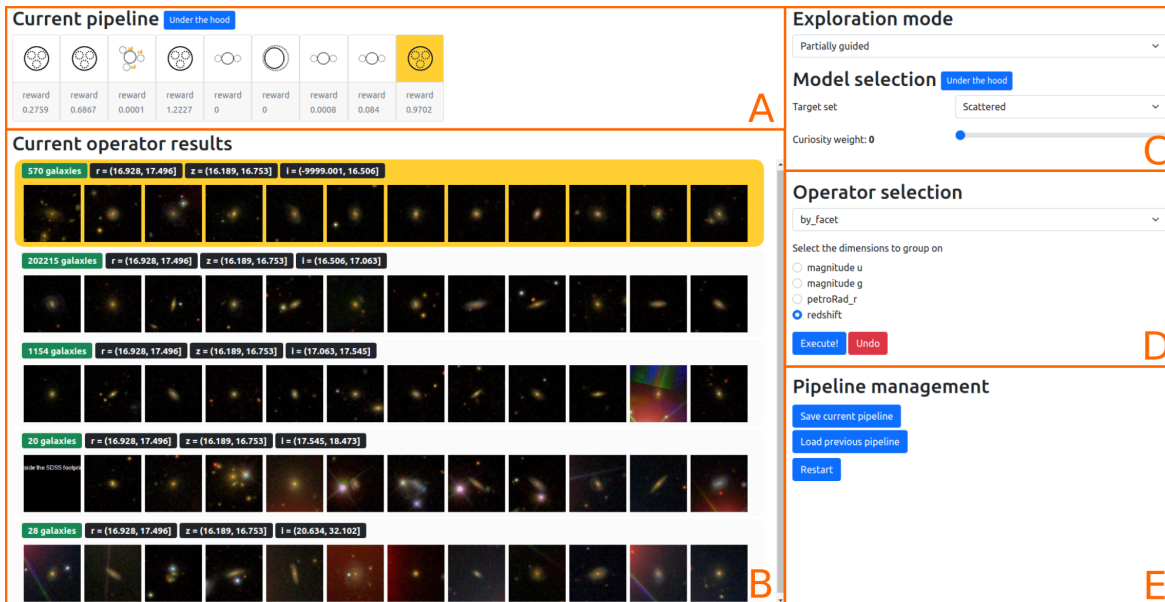 Current pipeline Under the hood
reward reward reward reward reward reward reward reward reward
0.2759 0.6867 0.0001 1.2227 0 0 0.0008 0.084 0.9702
A
Current operator results
570 galaxies r = (16.928, 17.496] z = (16.189, 16.753] i = (-9999.001, 16.506]
202215 galaxies r = (16.928, 17.496] z = (16.189, 16.753] i = (16.506, 17.063]
1154 galaxies r = (16.928, 17.496] z = (16.189, 16.753] i = (17.063, 17.545]
20 galaxies r = (16.928, 17.496] z = (16.189, 16.753] i = (17.545, 18.473]
side the SDSS footpri
28 galaxies r = (16.928, 17.496] z = (16.189, 16.753] i = (20.634, 32.102]
B
Exploration mode
Partially guided
Model selection Under the hood
Target set Scattered
Curiosity weight: 0
C
Operator selection
by_facet
Select the dimensions to group on
magnitude u
magnitude g
petroRad_r
redshift
Execute! Undo
D
Pipeline management
Save current pipeline
Load previous pipeline
Restart
E